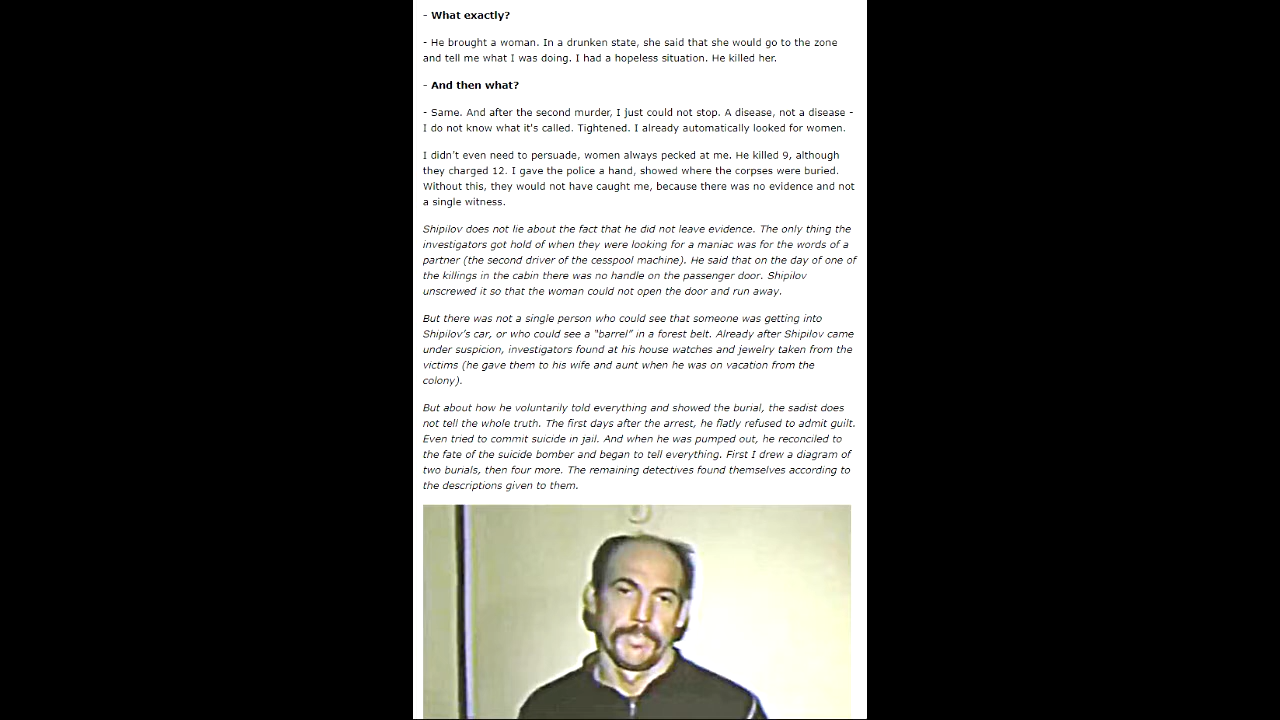 - What exactly?
- He brought a woman. In a drunken state, she said that she would go to the zone
and tell me what I was doing. I had a hopeless situation. He killed her.
- And then what?
- Same. And after the second murder, I just could not stop. A disease, not a disease -
I do not know what it's called. Tightened. I already automatically looked for women.
I didn't even need to persuade, women always pecked at me. He killed 9, although
they charged 12. I gave the police a hand, showed where the corpses were buried.
Without this, they would not have caught me, because there was no evidence and not
a single witness.
Shipilov does not lie about the fact that he did not leave evidence. The only thing the
investigators got hold of when they were looking for a maniac was for the words of a
partner (the second driver of the cesspool machine). He said that on the day of one of
the killings in the cabin there was no handle on the passenger door. Shipilov
unscrewed it so that the woman could not open the door and run away.
But there was not a single person who could see that someone was getting into
Shipilov's car, or who could see a "barrel" in a forest belt. Already after Shipilov came
under suspicion, investigators found at his house watches and jewelry taken from the
victims (he gave them to his wife and aunt when he was on vacation from the
colony).
But about how he voluntarily told everything and showed the burial, the sadist does
not tell the whole truth. The first days after the arrest, he flatly refused to admit guilt.
Even tried to commit suicide in jail. And when he was pumped out, he reconciled to
the fate of the suicide bomber and began to tell everything. First I drew a diagram of
two burials, then four more. The remaining detectives found themselves according to
the descriptions given to them.